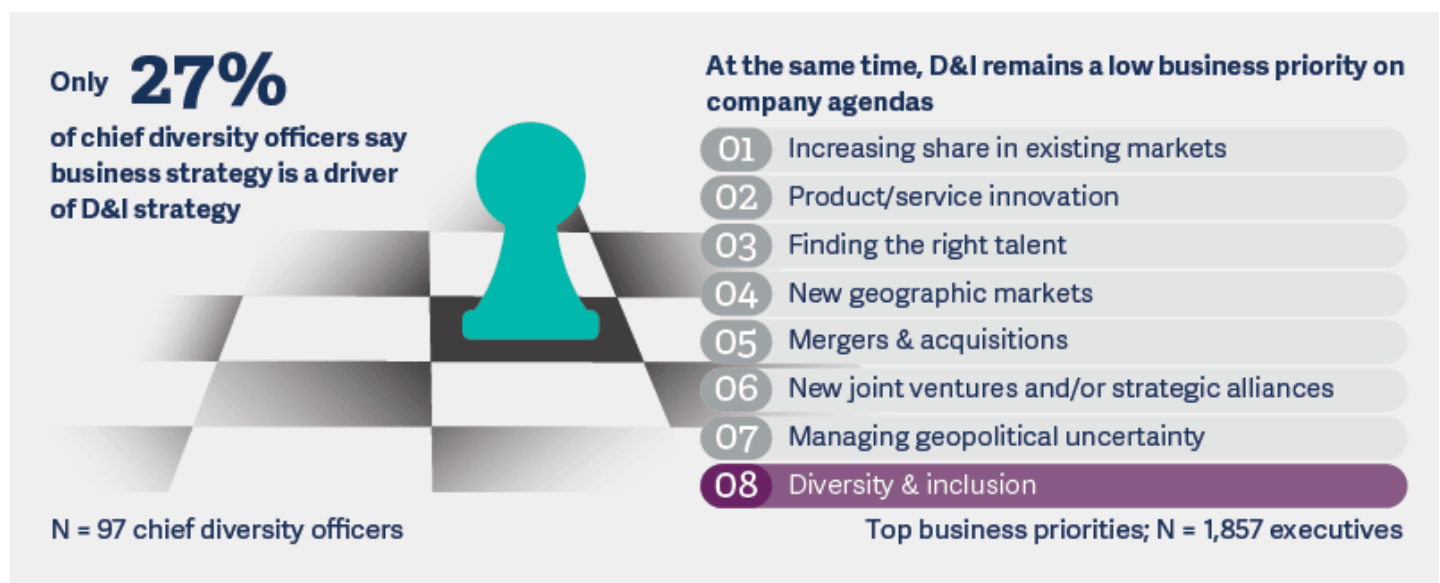 Only 27%
of chief diversity officers say
business strategy is a driver
of D&I strategy
N = 97 chief diversity officers
At the same time, D&I remains a low business priority on
company agendas
01 Increasing share in existing markets
02 Product/service innovation
03 Finding the right talent
04 New geographic markets
05 Mergers & acquisitions
06 New joint ventures and/or strategic alliances
07 Managing geopolitical uncertainty
08 Diversity & inclusion
Top business priorities; N = 1,857 executives